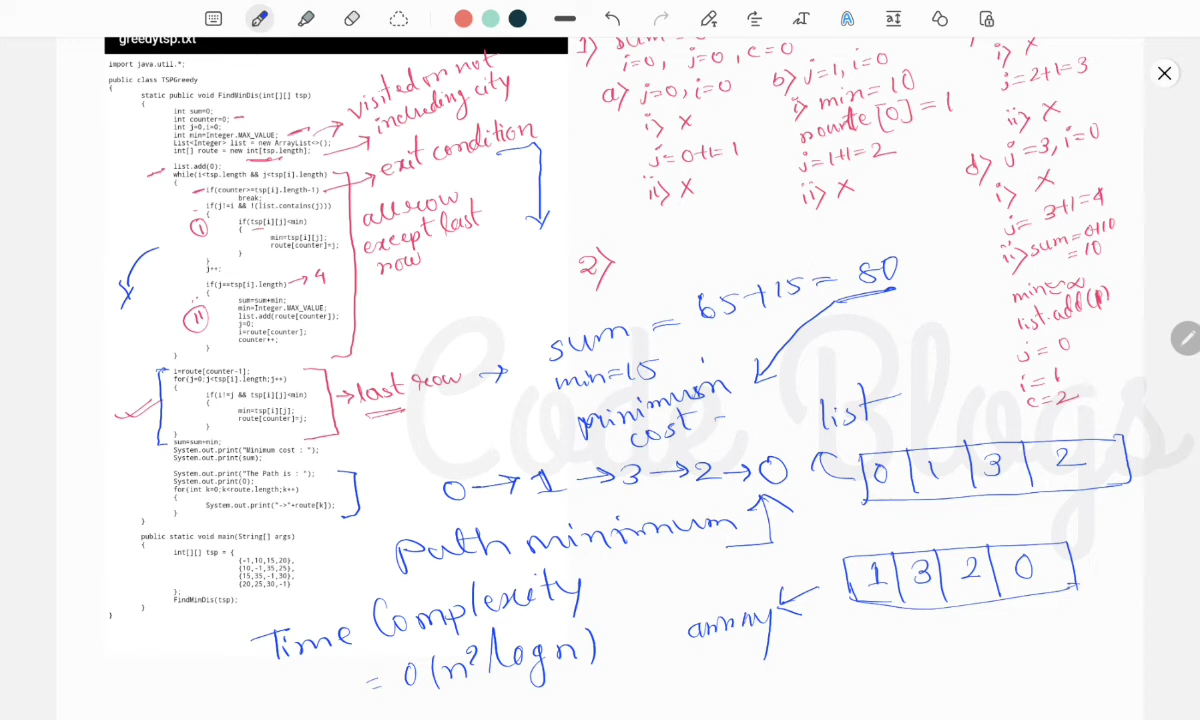 greedytsp.txt
import java.util.*;
public class TSPGreedy
{
static public void FindMinDis(int[][] tsp)
{
int sum=0;
int counter=0;
int j=0,i=0;
int min=Integer.MAX_VALUE;
List<Integer> list = new ArrayList<>();
int[] route = new int[tsp.length];
list.add(0);
while(i<tsp.length && j<tsp[i].length)
{
if(counter>=tsp[i].length-1)
break;
if(j!=i && !(list.contains(j)))
{
if(tsp[i][j]<min)
{
min=tsp[i][j];
route[counter]=j;
}
}
j++;
if(j==tsp[i].length)
{
sum=sum+min;
min=Integer.MAX_VALUE;
list.add(route[counter]);
j=0;
i=route[counter];
counter++;
}
}
i=route[counter-1];
for(j=0;j<tsp[i].length;j++)
{
if(i!=j && tsp[i][j]<min)
{
min=tsp[i][j];
route[counter]=j;
}
}
sum=sum+min;
System.out.print("Minimum cost : ");
System.out.print(sum);
System.out.print("The Path is : ");
System.out.print(0);
for(int k=0;k<route.length;k++)
{
System.out.print("->"+route[k]);
}
}
public static void main(String[] args)
{
int[][] tsp = {
{-1,10,15,20},
{10,-1,35,25},
{15,35,-1,30},
{20,25,30,-1}
};
FindMinDis(tsp);
}
}
visited or not
including city
exit condition
all row
except last
row
i
→ 4
ii
→ last row →
1)
i=0, j=0, c=0
a) j=0, i=0
i) x
j=0+1=1
ii) x
b) j=1, i=0
i) min=10
route[0]=1
j=1+1=2
ii) x
i) x
j=2+1=3
ii) x
d) j=3, i=0
i) x
j= 3+1=4
ii) sum=0+10
=10
min=∞
list.add(1)
j=0
i=1
c=2
2)
sum = 65+15= 80
min=15
minimum
cost
0→1→3→2→0
path minimum
list
0 1 3 2
1 3 2 0
array
Time Complexity
= O(n² logn)
Code Blogs